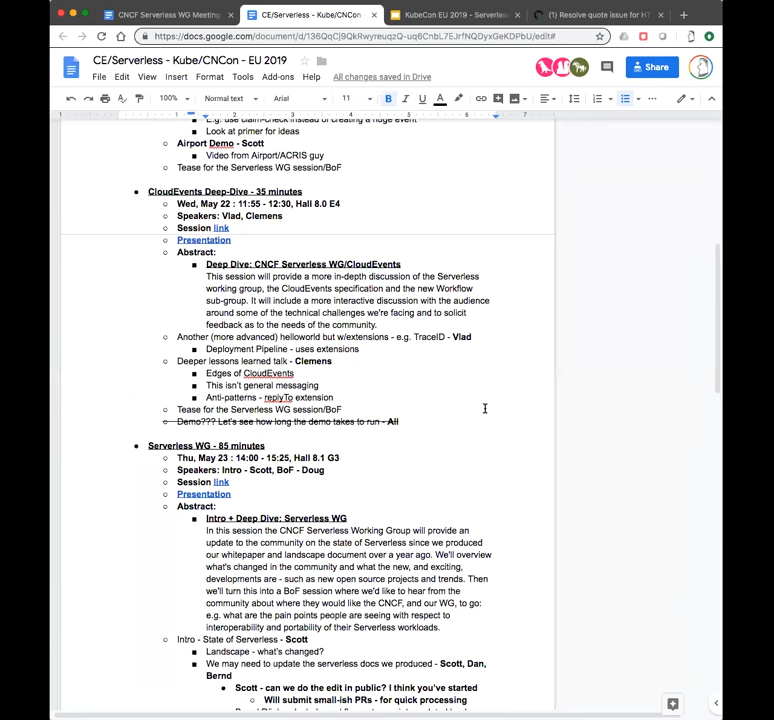 CNCF Serverless WG Meeting
CE/Serverless - Kube/CNCon -
KubeCon EU 2019 - Serverless
(1) Resolve quote issue for HT
https://docs.google.com/document/d/136QqCj9QkRwyreuqzQ-uq6CnbL7EJrfNQDyxGeKDPbU/edit#
CE/Serverless - Kube/CNCon - EU 2019
File Edit View Insert Format Tools Add-ons Help All changes saved in Drive
Share
100% Normal text Arial 11 B I U A
1 2 3 4 5 6 7
E.g. use claim-check instead of creating a huge event
Look at primer for ideas
Airport Demo - Scott
Video from Airport/ACRIS guy
Tease for the Serverless WG session/BoF
CloudEvents Deep-Dive - 35 minutes
Wed, May 22 : 11:55 - 12:30, Hall 8.0 E4
Speakers: Vlad, Clemens
Session link
Presentation
Abstract:
Deep Dive: CNCF Serverless WG/CloudEvents
This session will provide a more in-depth discussion of the Serverless
working group, the CloudEvents specification and the new Workflow
sub-group. It will include a more interactive discussion with the audience
around some of the technical challenges we're facing and to solicit
feedback as to the needs of the community.
Another (more advanced) helloworld but w/extensions - e.g. TraceID - Vlad
Deployment Pipeline - uses extensions
Deeper lessons learned talk - Clemens
Edges of CloudEvents
This isn't general messaging
Anti-patterns - replyTo extension
Tease for the Serverless WG session/BoF
Demo??? Let's see how long the demo takes to run - All
Serverless WG - 85 minutes
Thu, May 23 : 14:00 - 15:25, Hall 8.1 G3
Speakers: Intro - Scott, BoF - Doug
Session link
Presentation
Abstract:
Intro + Deep Dive: Serverless WG
In this session the CNCF Serverless Working Group will provide an
update to the community on the state of Serverless since we produced
our whitepaper and landscape document over a year ago. We'll overview
what's changed in the community and what the new, and exciting,
developments are - such as new open source projects and trends. Then
we'll turn this into a BoF session where we'd like to hear from the
community about where they would like the CNCF, and our WG, to go:
e.g. what are the pain points people are seeing with respect to
interoperability and portability of their Serverless workloads.
Intro - State of Serverless - Scott
Landscape - what's changed?
We may need to update the serverless docs we produced - Scott, Dan,
Bernd
Scott - can we do the edit in public? I think you've started
Will submit small-ish PRs - for quick processing